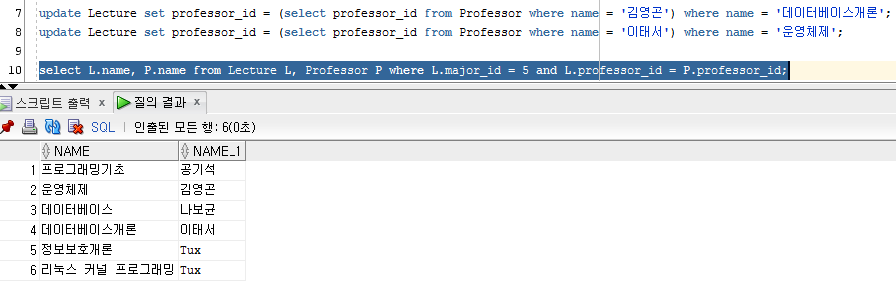 7 update Lecture set professor_id = (select professor_id from Professor where name = '김영곤') where name = '데이터베이스개론';
8 update Lecture set professor_id = (select professor_id from Professor where name = '이태서') where name = '운영체제';
9
10 select L.name, P.name from Lecture L, Professor P where L.major_id = 5 and L.professor_id = P.professor_id;
스크립트 출력 x 질의 결과 x
SQL | 인출된 모든 행: 6(0초)
NAME NAME_1
1 프로그래밍기초 공기석
2 운영체제 김영곤
3 데이터베이스 나보균
4 데이터베이스개론 이태서
5 정보보호개론 Tux
6 리눅스 커널 프로그래밍 Tux